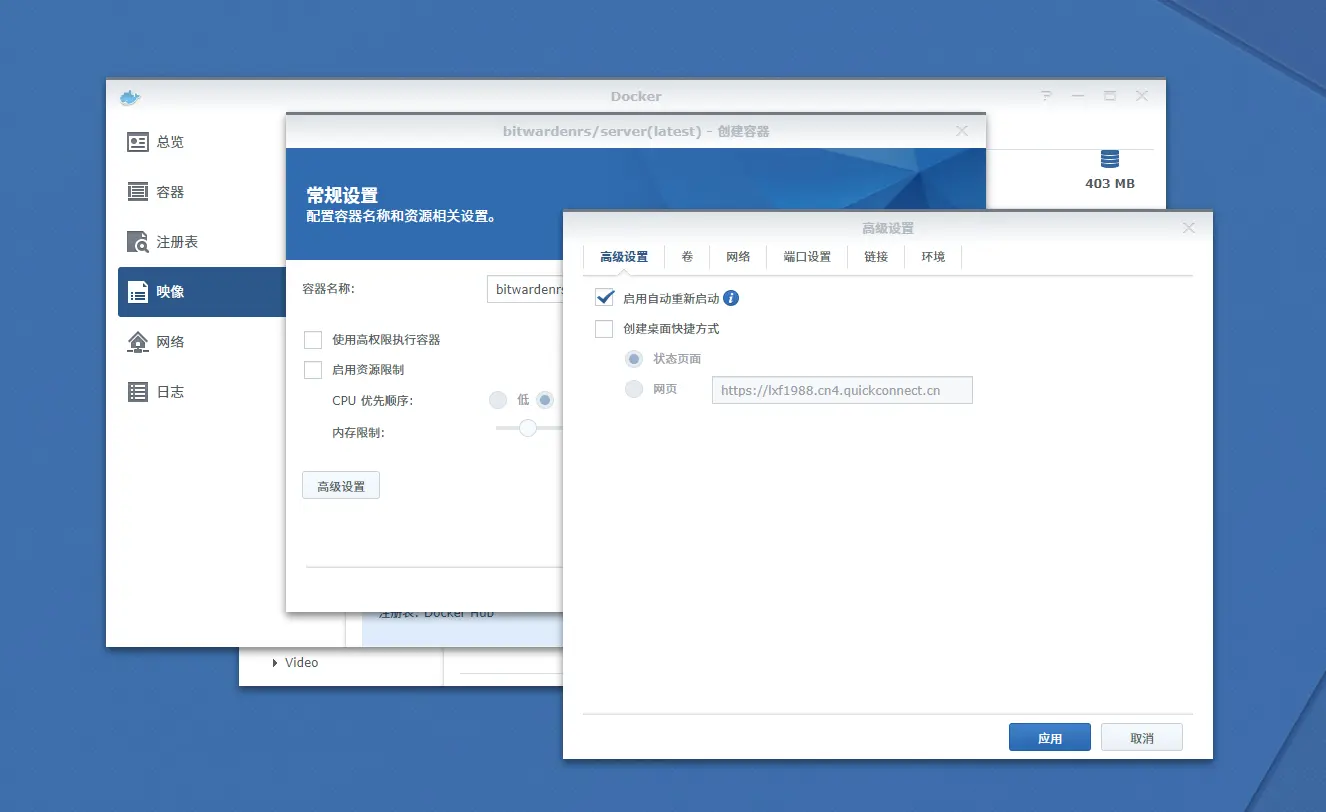 Docker
总览
容器
注册表
映像
网络
日志
403 MB
bitwardenrs/server(latest) - 创建容器
常规设置
配置容器名称和资源相关设置。
容器名称:
bitwardenrs
使用高权限执行容器
启用资源限制
CPU 优先顺序:
低
内存限制:
高级设置
注册表: Docker Hub
Video
高级设置
高级设置 卷 网络 端口设置 链接 环境
启用自动重新启动
创建桌面快捷方式
状态页面
网页
https://lxf1988.cn4.quickconnect.cn
应用 取消